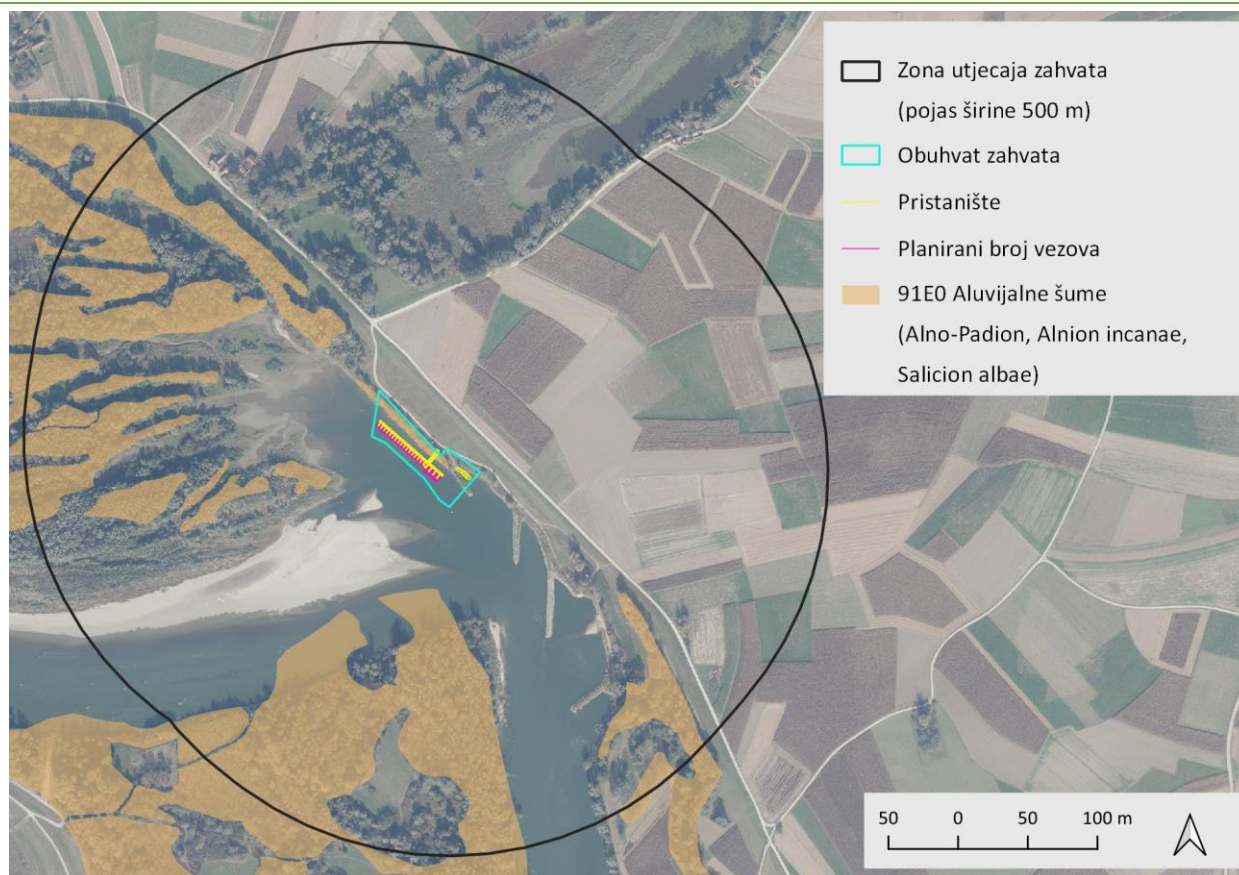 Zona utjecaja zahvata
(pojas širine 500 m)
Obuhvat zahvata
Pristanište
Planirani broj vezova
91E0 Aluvijalne šume
(Alno-Padion, Alnion incanae,
Salicion albae)
50 0 50 100 m